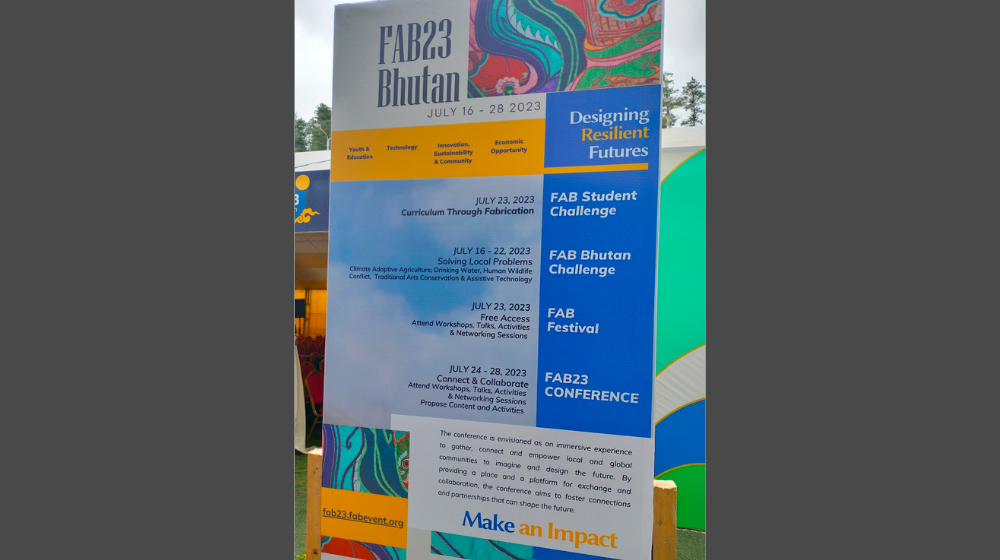 FAB23
Bhutan
JULY 16 - 28 2023
Designing
Resilient
Futures
Youth &
Education
Technology
Innovation,
Sustainability
& Community
Economic
Opportunity
JULY 23, 2023
Curriculum Through Fabrication
FAB Student
Challenge
JULY 16 - 22, 2023
Solving Local Problems
Climate Adaptive Agriculture; Drinking Water, Human Wildlife
Conflict, Traditional Arts Conservation & Assistive Technology
FAB Bhutan
Challenge
JULY 23, 2023
Free Access
Attend Workshops, Talks, Activities
& Networking Sessions
FAB
Festival
JULY 24 - 28, 2023
Connect & Collaborate
Attend Workshops, Talks, Activities
& Networking Sessions
Propose Content and Activities
FAB23
CONFERENCE
The conference is envisioned as an immersive experience
to gather, connect and empower local and global
communities to imagine and design the future. By
providing a place and a platform for exchange and
collaboration, the conference aims to foster connections
and partnerships that can shape the future.
fab23.fabevent.org
Make an Impact